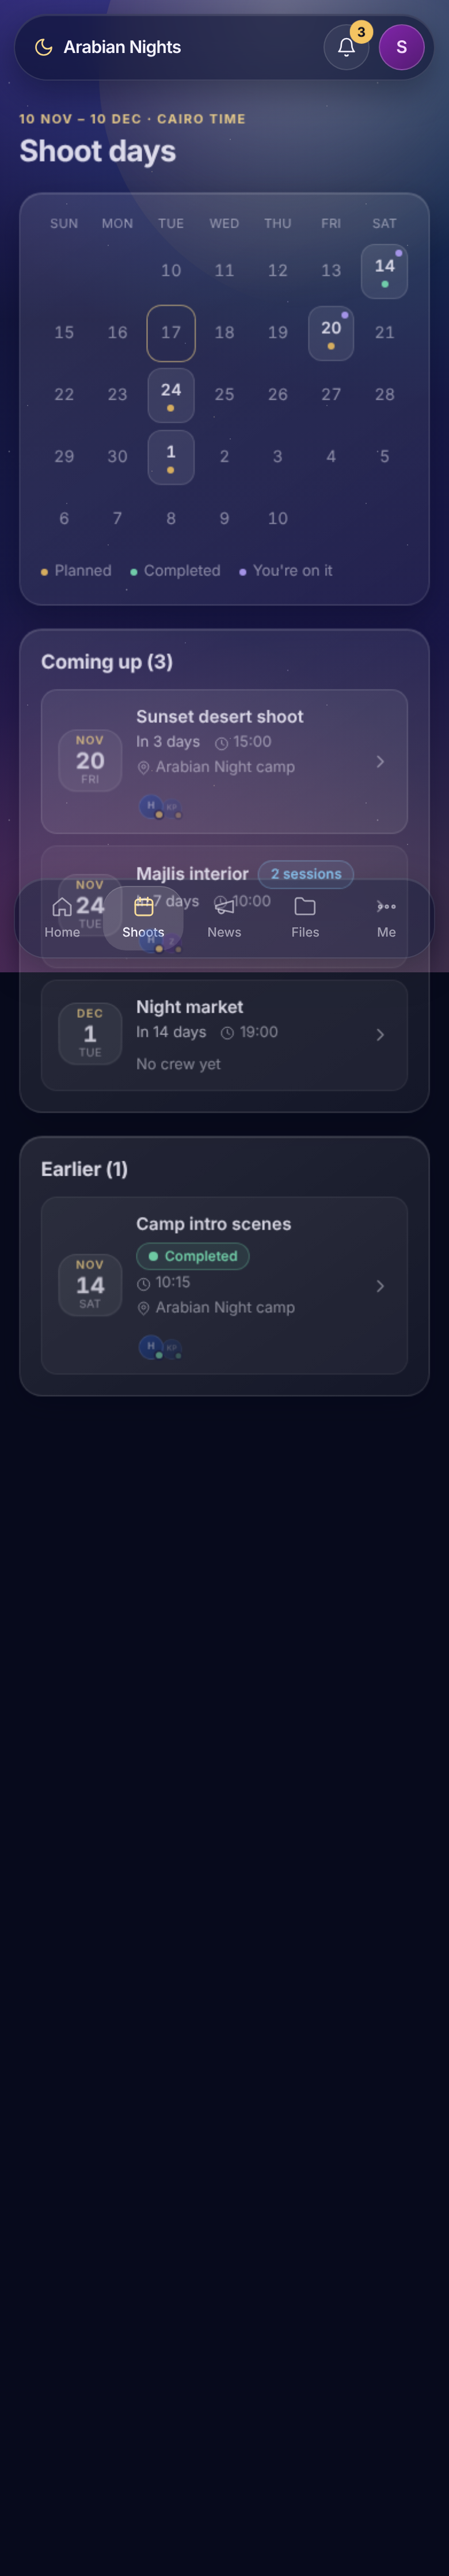 Arabian Nights
3
S
10 NOV – 10 DEC · CAIRO TIME
Shoot days
SUN MON TUE WED THU FRI SAT
10 11 12 13 14
15 16 17 18 19 20 21
22 23 24 25 26 27 28
29 30 1 2 3 4 5
6 7 8 9 10
Planned Completed You're on it
Coming up (3)
NOV
20
FRI
Sunset desert shoot
In 3 days 15:00
Arabian Night camp
H KP
NOV
24
TUE
Majlis interior 2 sessions
7 days 10:00
H
Home Shoots News Files Me
DEC
1
TUE
Night market
In 14 days 19:00
No crew yet
Earlier (1)
NOV
14
SAT
Camp intro scenes
Completed
10:15
Arabian Night camp
H KP